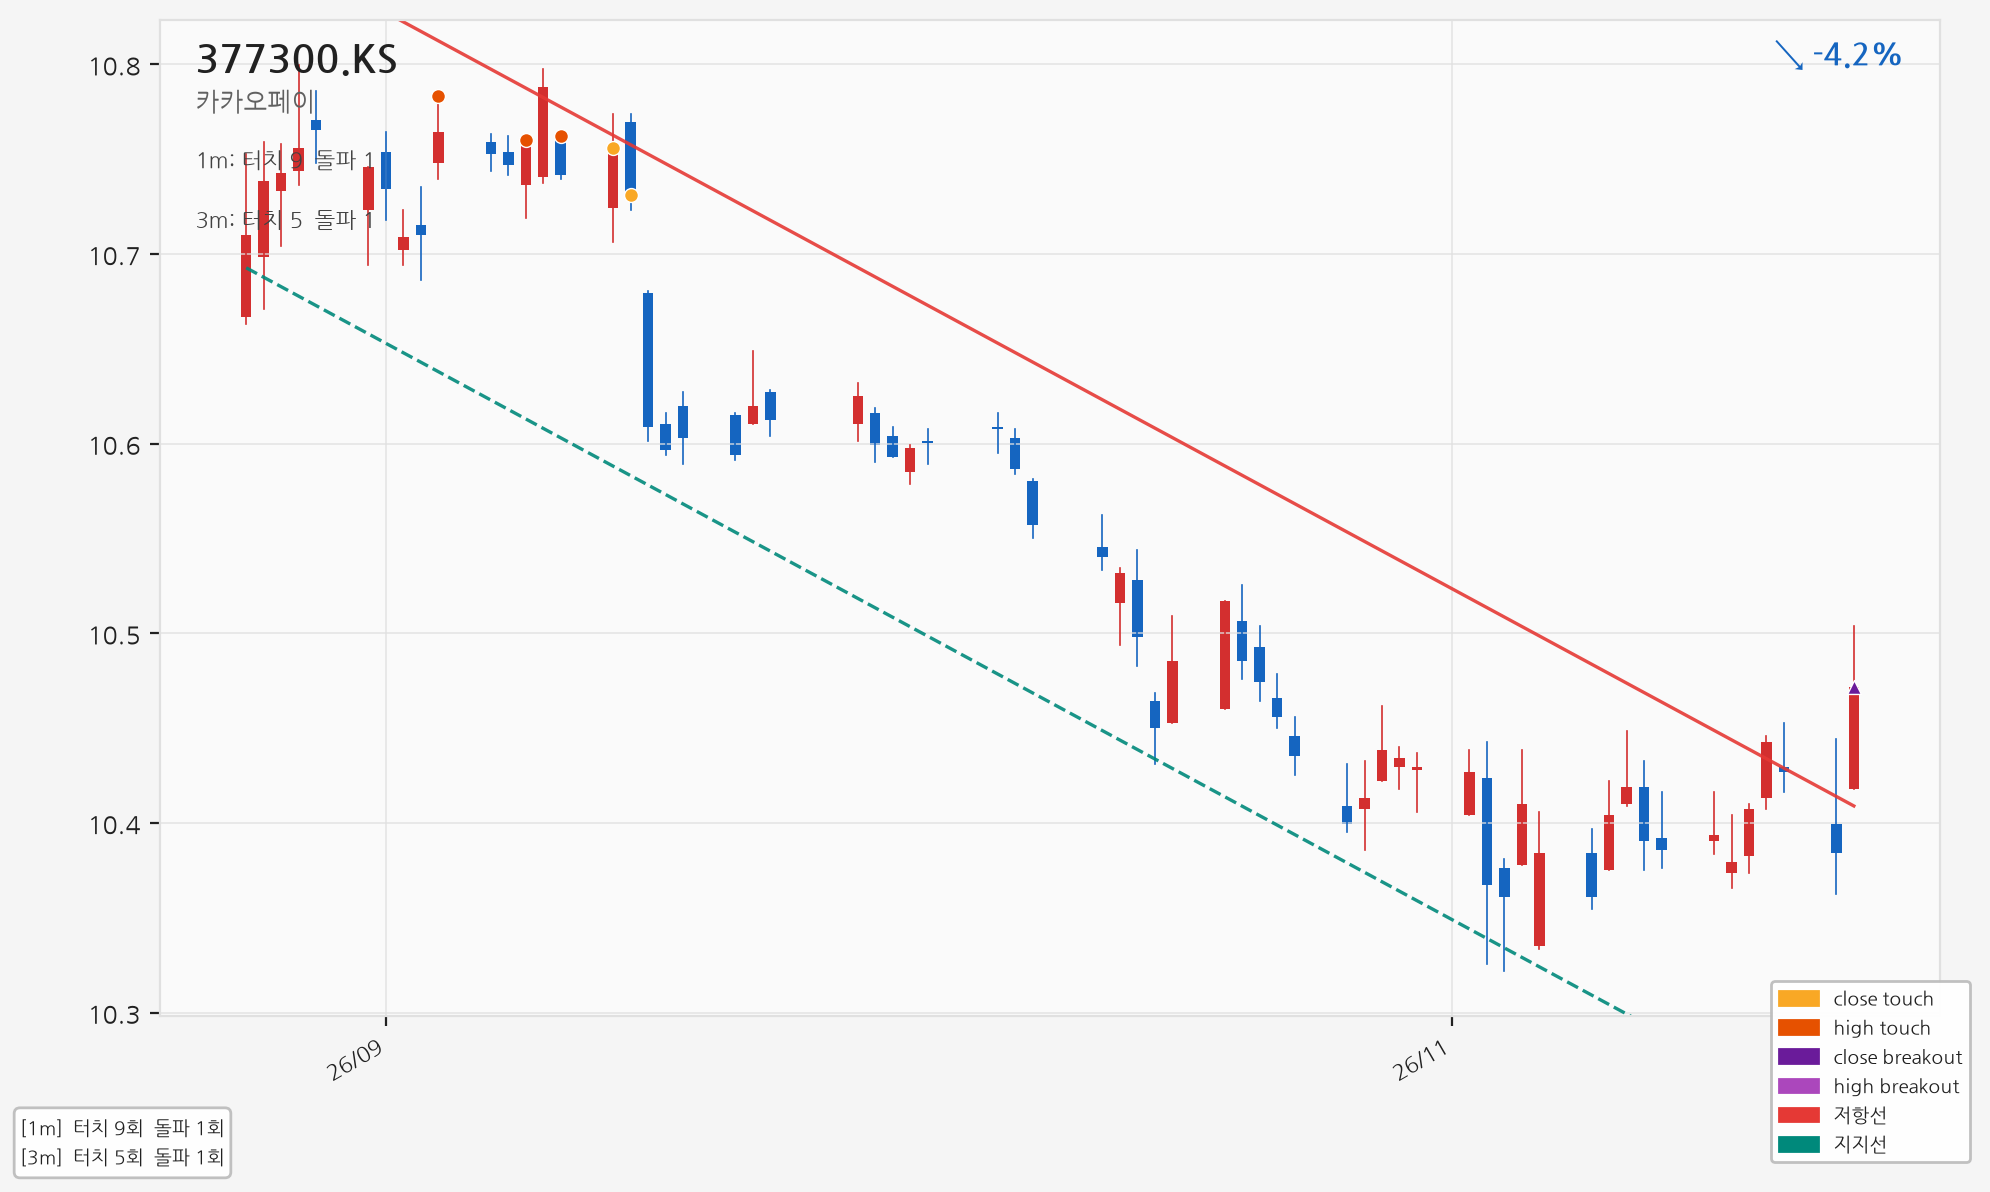 377300.KS
카카오페이
1m: 터치 9  돌파 1
3m: 터치 5  돌파 1
-4.2%
10.8
10.7
10.6
10.5
10.4
10.3
26/09
26/11
close touch
high touch
close breakout
high breakout
저항선
지지선
[1m]  터치 9회  돌파 1회
[3m]  터치 5회  돌파 1회